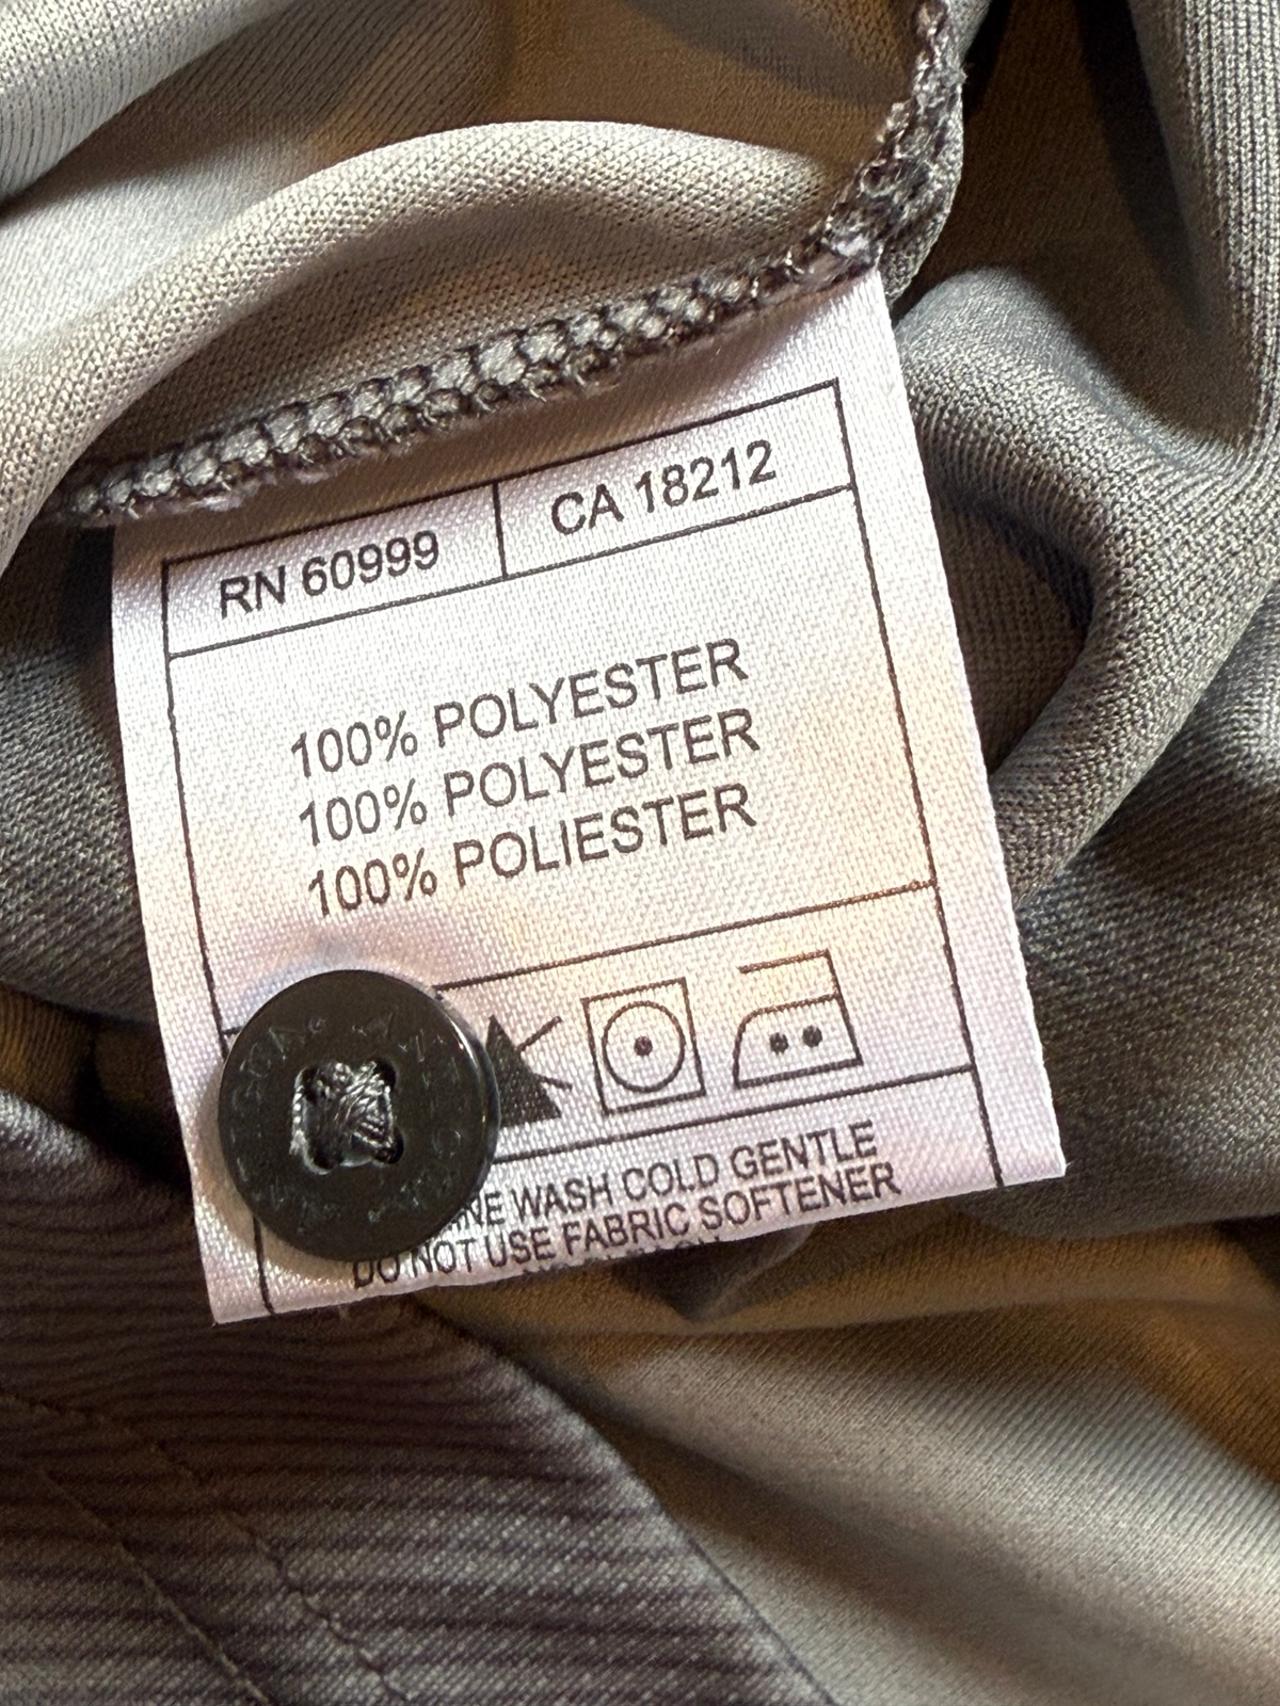 RN 60999
CA 18212
100% POLYESTER
100% POLYESTER
100% POLIESTER
WASH COLD GENTLE
DO NOT USE FABRIC SOFTENER